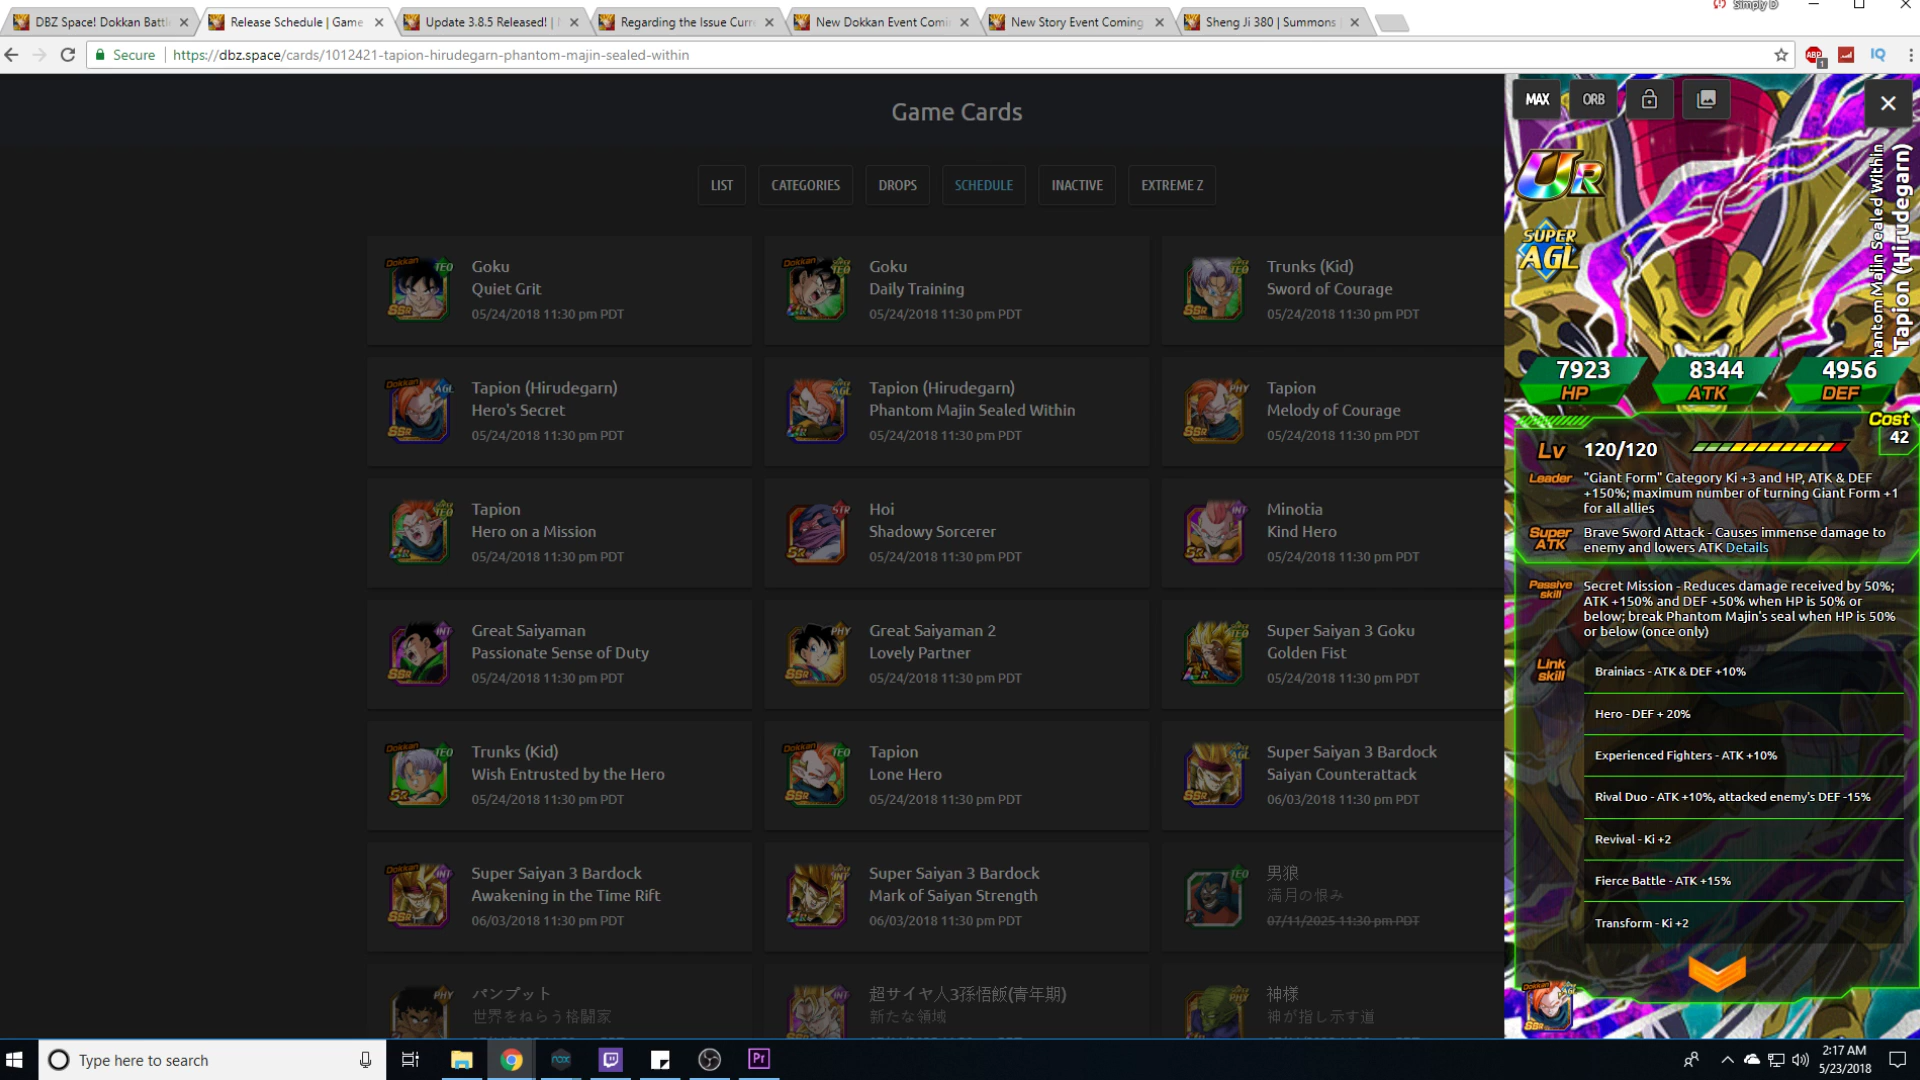 DBZ Space! Dokkan Battl
Release Schedule | Game
Update 3.8.5 Released! |
Regarding the Issue Curr
New Dokkan Event Comi
New Story Event Coming
Sheng Ji 380 | Summons
Simply D
Secure
https://dbz.space/cards/1012421-tapion-hirudegarn-phantom-majin-sealed-within
ABP
1
IQ
Game Cards
LIST
CATEGORIES
DROPS
SCHEDULE
INACTIVE
EXTREME Z
Goku
Quiet Grit
05/24/2018 11:30 pm PDT
Goku
Daily Training
05/24/2018 11:30 pm PDT
Trunks (Kid)
Sword of Courage
05/24/2018 11:30 pm PDT
Tapion (Hirudegarn)
Hero's Secret
05/24/2018 11:30 pm PDT
Tapion (Hirudegarn)
Phantom Majin Sealed Within
05/24/2018 11:30 pm PDT
Tapion
Melody of Courage
05/24/2018 11:30 pm PDT
Tapion
Hero on a Mission
05/24/2018 11:30 pm PDT
Hoi
Shadowy Sorcerer
05/24/2018 11:30 pm PDT
Minotia
Kind Hero
05/24/2018 11:30 pm PDT
Great Saiyaman
Passionate Sense of Duty
05/24/2018 11:30 pm PDT
Great Saiyaman 2
Lovely Partner
05/24/2018 11:30 pm PDT
Super Saiyan 3 Goku
Golden Fist
05/24/2018 11:30 pm PDT
Trunks (Kid)
Wish Entrusted by the Hero
05/24/2018 11:30 pm PDT
Tapion
Lone Hero
05/24/2018 11:30 pm PDT
Super Saiyan 3 Bardock
Saiyan Counterattack
06/03/2018 11:30 pm PDT
Super Saiyan 3 Bardock
Awakening in the Time Rift
06/03/2018 11:30 pm PDT
Super Saiyan 3 Bardock
Mark of Saiyan Strength
06/03/2018 11:30 pm PDT
男狼
満月の恨み
07/11/2025 11:30 pm PDT
パンプット
世界をねらう格闘家
超サイヤ人3孫悟飯(青年期)
新たな領域
神様
神が指し示す道
MAX
ORB
UR
SUPER
AGL
Phantom Majin Sealed Within
Tapion (Hirudegarn)
7923
HP
8344
ATK
4956
DEF
Cost
42
Lv 120/120
Leader
"Giant Form" Category Ki +3 and HP, ATK & DEF
+150%; maximum number of turning Giant Form +1
for all allies
Super
ATK
Brave Sword Attack - Causes immense damage to
enemy and lowers ATK Details
Passive
skill
Secret Mission - Reduces damage received by 50%;
ATK +150% and DEF +50% when HP is 50% or
below; break Phantom Majin's seal when HP is 50%
or below (once only)
Link
skill
Brainiacs - ATK & DEF +10%
Hero - DEF + 20%
Experienced Fighters - ATK +10%
Rival Duo - ATK +10%, attacked enemy's DEF -15%
Revival - Ki +2
Fierce Battle - ATK +15%
Transform - Ki +2
Type here to search
nox
Pr
2:17 AM
5/23/2018